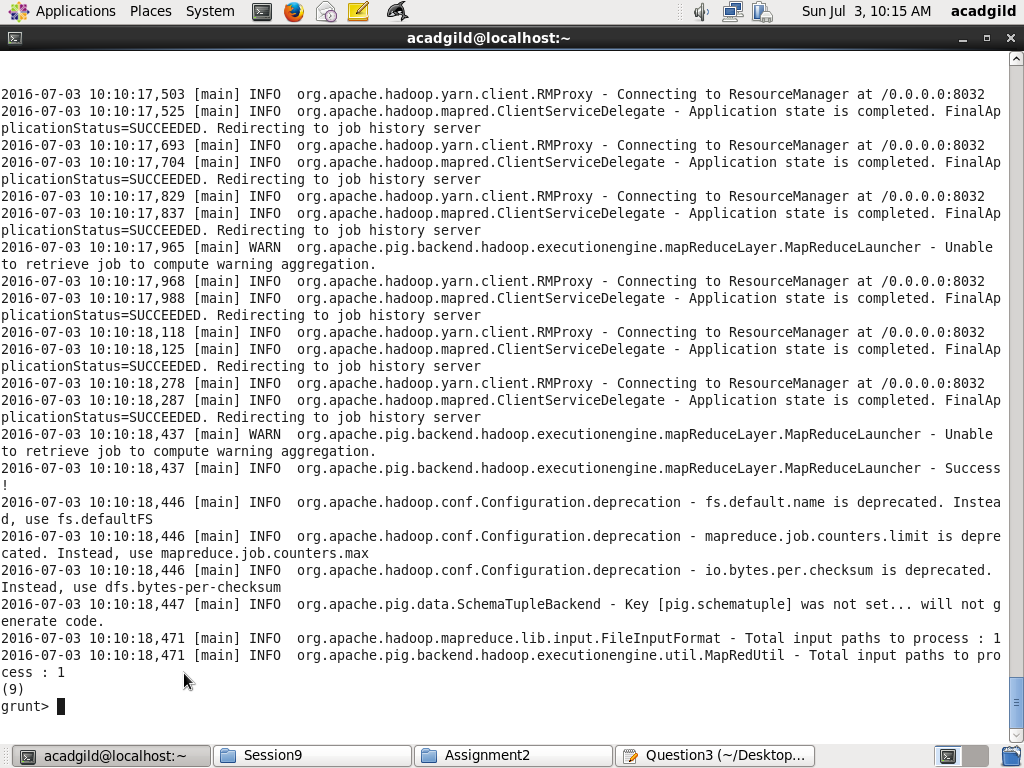 Applications Places System Sun Jul 3, 10:15 AM acadgild
acadgild@localhost:~
2016-07-03 10:10:17,503 [main] INFO  org.apache.hadoop.yarn.client.RMProxy - Connecting to ResourceManager at /0.0.0.0:8032
2016-07-03 10:10:17,525 [main] INFO  org.apache.hadoop.mapred.ClientServiceDelegate - Application state is completed. FinalAp
plicationStatus=SUCCEEDED. Redirecting to job history server
2016-07-03 10:10:17,693 [main] INFO  org.apache.hadoop.yarn.client.RMProxy - Connecting to ResourceManager at /0.0.0.0:8032
2016-07-03 10:10:17,704 [main] INFO  org.apache.hadoop.mapred.ClientServiceDelegate - Application state is completed. FinalAp
plicationStatus=SUCCEEDED. Redirecting to job history server
2016-07-03 10:10:17,829 [main] INFO  org.apache.hadoop.yarn.client.RMProxy - Connecting to ResourceManager at /0.0.0.0:8032
2016-07-03 10:10:17,837 [main] INFO  org.apache.hadoop.mapred.ClientServiceDelegate - Application state is completed. FinalAp
plicationStatus=SUCCEEDED. Redirecting to job history server
2016-07-03 10:10:17,965 [main] WARN  org.apache.pig.backend.hadoop.executionengine.mapReduceLayer.MapReduceLauncher - Unable
to retrieve job to compute warning aggregation.
2016-07-03 10:10:17,968 [main] INFO  org.apache.hadoop.yarn.client.RMProxy - Connecting to ResourceManager at /0.0.0.0:8032
2016-07-03 10:10:17,988 [main] INFO  org.apache.hadoop.mapred.ClientServiceDelegate - Application state is completed. FinalAp
plicationStatus=SUCCEEDED. Redirecting to job history server
2016-07-03 10:10:18,118 [main] INFO  org.apache.hadoop.yarn.client.RMProxy - Connecting to ResourceManager at /0.0.0.0:8032
2016-07-03 10:10:18,125 [main] INFO  org.apache.hadoop.mapred.ClientServiceDelegate - Application state is completed. FinalAp
plicationStatus=SUCCEEDED. Redirecting to job history server
2016-07-03 10:10:18,278 [main] INFO  org.apache.hadoop.yarn.client.RMProxy - Connecting to ResourceManager at /0.0.0.0:8032
2016-07-03 10:10:18,287 [main] INFO  org.apache.hadoop.mapred.ClientServiceDelegate - Application state is completed. FinalAp
plicationStatus=SUCCEEDED. Redirecting to job history server
2016-07-03 10:10:18,437 [main] WARN  org.apache.pig.backend.hadoop.executionengine.mapReduceLayer.MapReduceLauncher - Unable
to retrieve job to compute warning aggregation.
2016-07-03 10:10:18,437 [main] INFO  org.apache.pig.backend.hadoop.executionengine.mapReduceLayer.MapReduceLauncher - Success
!
2016-07-03 10:10:18,446 [main] INFO  org.apache.hadoop.conf.Configuration.deprecation - fs.default.name is deprecated. Instea
d, use fs.defaultFS
2016-07-03 10:10:18,446 [main] INFO  org.apache.hadoop.conf.Configuration.deprecation - mapreduce.job.counters.limit is depre
cated. Instead, use mapreduce.job.counters.max
2016-07-03 10:10:18,446 [main] INFO  org.apache.hadoop.conf.Configuration.deprecation - io.bytes.per.checksum is deprecated.
Instead, use dfs.bytes-per-checksum
2016-07-03 10:10:18,447 [main] INFO  org.apache.pig.data.SchemaTupleBackend - Key [pig.schematuple] was not set... will not g
enerate code.
2016-07-03 10:10:18,471 [main] INFO  org.apache.hadoop.mapreduce.lib.input.FileInputFormat - Total input paths to process : 1
2016-07-03 10:10:18,471 [main] INFO  org.apache.pig.backend.hadoop.executionengine.util.MapRedUtil - Total input paths to pro
cess : 1
(9)
grunt>
acadgild@localhost:~ Session9 Assignment2 Question3 (~/Desktop...